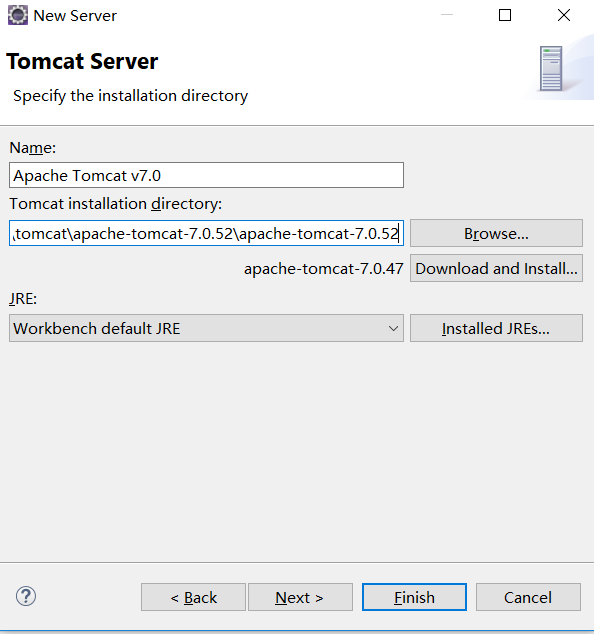 New Server
Tomcat Server
Specify the installation directory
Name:
Apache Tomcat v7.0
Tomcat installation directory:
\tomcat\apache-tomcat-7.0.52\apache-tomcat-7.0.52
Browse...
apache-tomcat-7.0.47
Download and Install...
JRE:
Workbench default JRE
Installed JREs...
?
< Back
Next >
Finish
Cancel